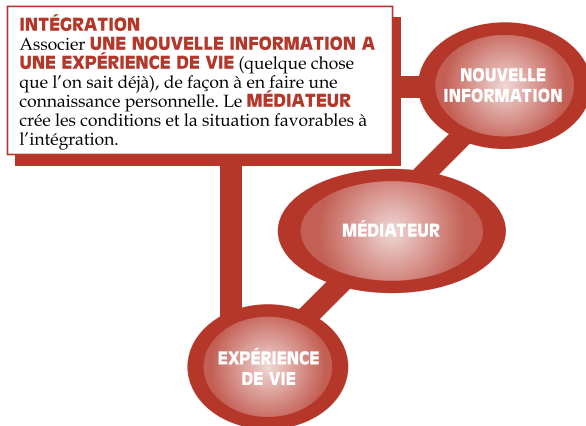 INTÉGRATION
Associer UNE NOUVELLE INFORMATION A
UNE EXPÉRIENCE DE VIE (quelque chose
que l'on sait déjà), de façon à en faire une
connaissance personnelle. Le MÉDIATEUR
crée les conditions et la situation favorables à
l'intégration.
NOUVELLE
INFORMATION
MÉDIATEUR
EXPÉRIENCE
DE VIE